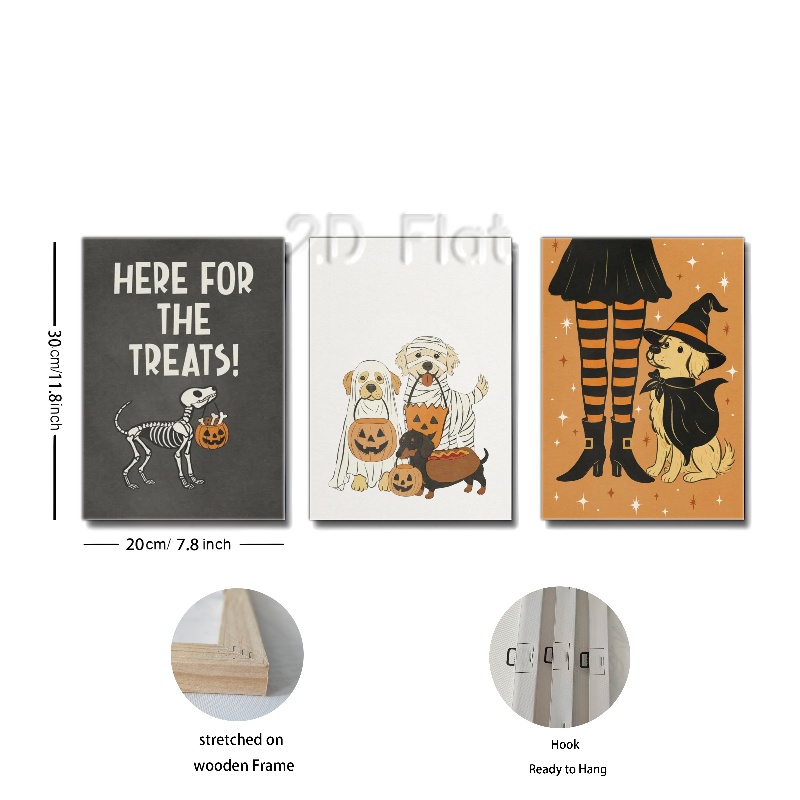 2D Flat
HERE FOR
THE
TREATS!
30cm/11.8inch
20cm/ 7.8 inch
stretched on
wooden Frame
Hook
Ready to Hang